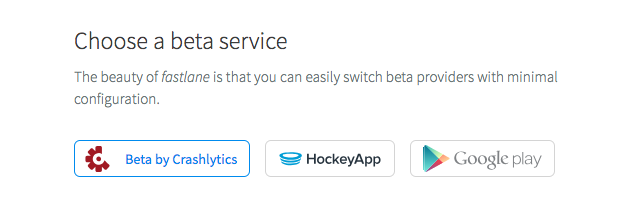 Choose a beta service
The beauty of fastlane is that you can easily switch beta providers with minimal
configuration.
Beta by Crashlytics
HockeyApp
Google play